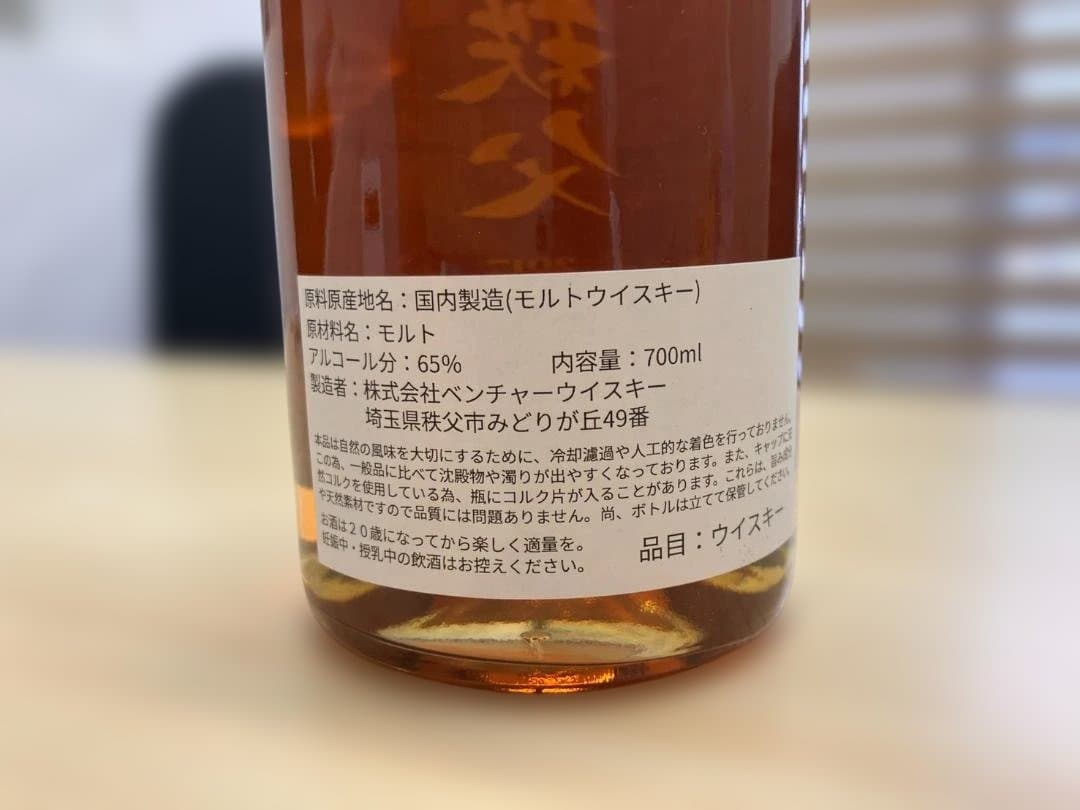 秩
父
原料原産地名：国内製造(モルトウイスキー)
原材料名：モルト
アルコール分：65% 内容量：700ml
製造者：株式会社ベンチャーウイスキー
埼玉県秩父市みどりが丘49番
本品は自然の風味を大切にするために、冷却濾過や人工的な着色を行っておりません。
この為、一般品に比べて沈殿物や濁りが出やすくなっております。また、キャップに天
然コルクを使用している為、瓶にコルク片が入ることがあります。これらは、旨み成分
や天然素材ですので品質には問題ありません。尚、ボトルは立てて保管してください。
お酒は２０歳になってから楽しく適量を。
妊娠中・授乳中の飲酒はお控えください。
品目：ウイスキー